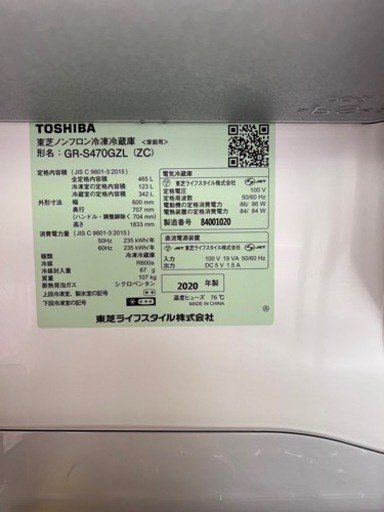 TOSHIBA
東芝ノンフロン冷凍冷蔵庫 <家庭用>
形名: GR-S470GZL (ZC)
定格内容積 (JIS C 9801-3:2015)
全定格内容積 465 L
冷凍室の定格内容積 123 L
冷蔵室の定格内容積 342 L
外形寸法 幅 600 mm
奥行 707 mm
(ハンドル・調整脚除く 704 mm)
高さ 1833 mm
消費電力量 (JIS C 9801-3:2015)
50Hz 235 kWh/年
60Hz 235 kWh/年
種類 冷凍冷蔵庫
冷媒 R600a
冷媒封入量 87 g
質量 107 kg
断熱発泡ガス シクロペンタン
上段冷凍室、製氷室の記号
下段冷凍室の記号
電気冷蔵庫
東芝ライフスタイル株式会社 JET
定格電圧 100 V
定格周波数 50/60 Hz
電動機の定格消費電力 86/ 86 W
電熱装置の定格消費電力 84/ 84 W
製造番号 84001020
直流電源装置
東芝ライフスタイル株式会社 JET
入力 100 V 19 VA 50/60 Hz
出力 DC 5 V 1.5 A
2020 年製
温度ヒューズ 76 ℃
MADE IN CHINA
A
東芝ライフスタイル株式会社